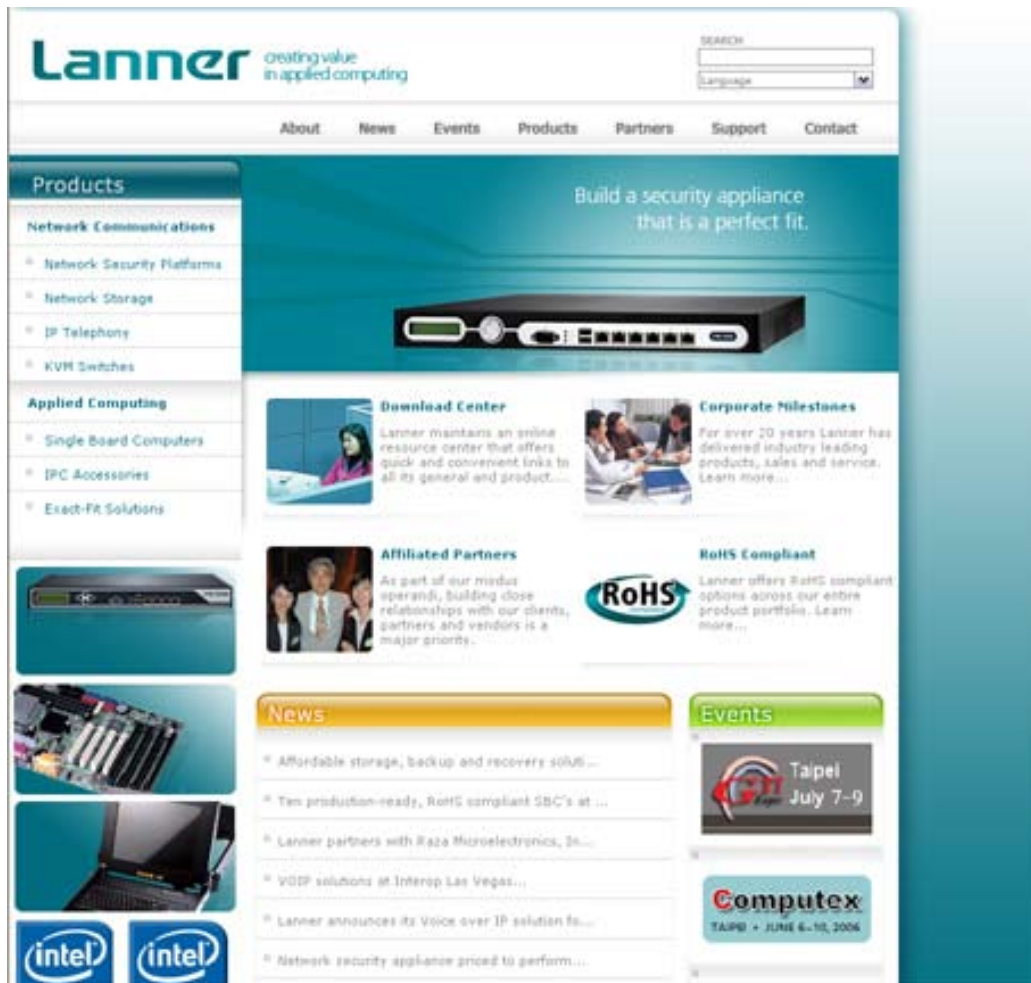 Lanner
creating value
in applied computing
SEARCH
Language
About News Events Products Partners Support Contact
Products
Network Communications
Network Security Platforms
Network Storage
IP Telephony
KVM Switches
Applied Computing
Single Board Computers
IPC Accessories
Exact-Fit Solutions
Build a security appliance
that is a perfect fit.
Download Center
Lanner maintains an online
resource center that offers
quick and convenient links to
all its general and product....
Corporate Milestones
For over 20 years Lanner has
delivered industry leading
products, sales and service.
Learn more...
Affiliated Partners
As part of our modus
operandi, building close
relationships with our clients,
partners and vendors is a
major priority.
RoHS
RoHS Compliant
Lanner offers RoHS compliant
options across our entire
product portfolio. Learn
more...
News
Affordable storage, backup and recovery soluti...
Ten production-ready, RoHS compliant SBC's at ...
Lanner partners with Raza Microelectronics, In...
VOIP solutions at Interop Las Vegas...
Lanner announces its Voice over IP solution fo...
Network security appliance priced to perform...
Events
Taipei
July 7-9
Computex
TAIPEI • JUNE 6-10, 2006
intel
intel